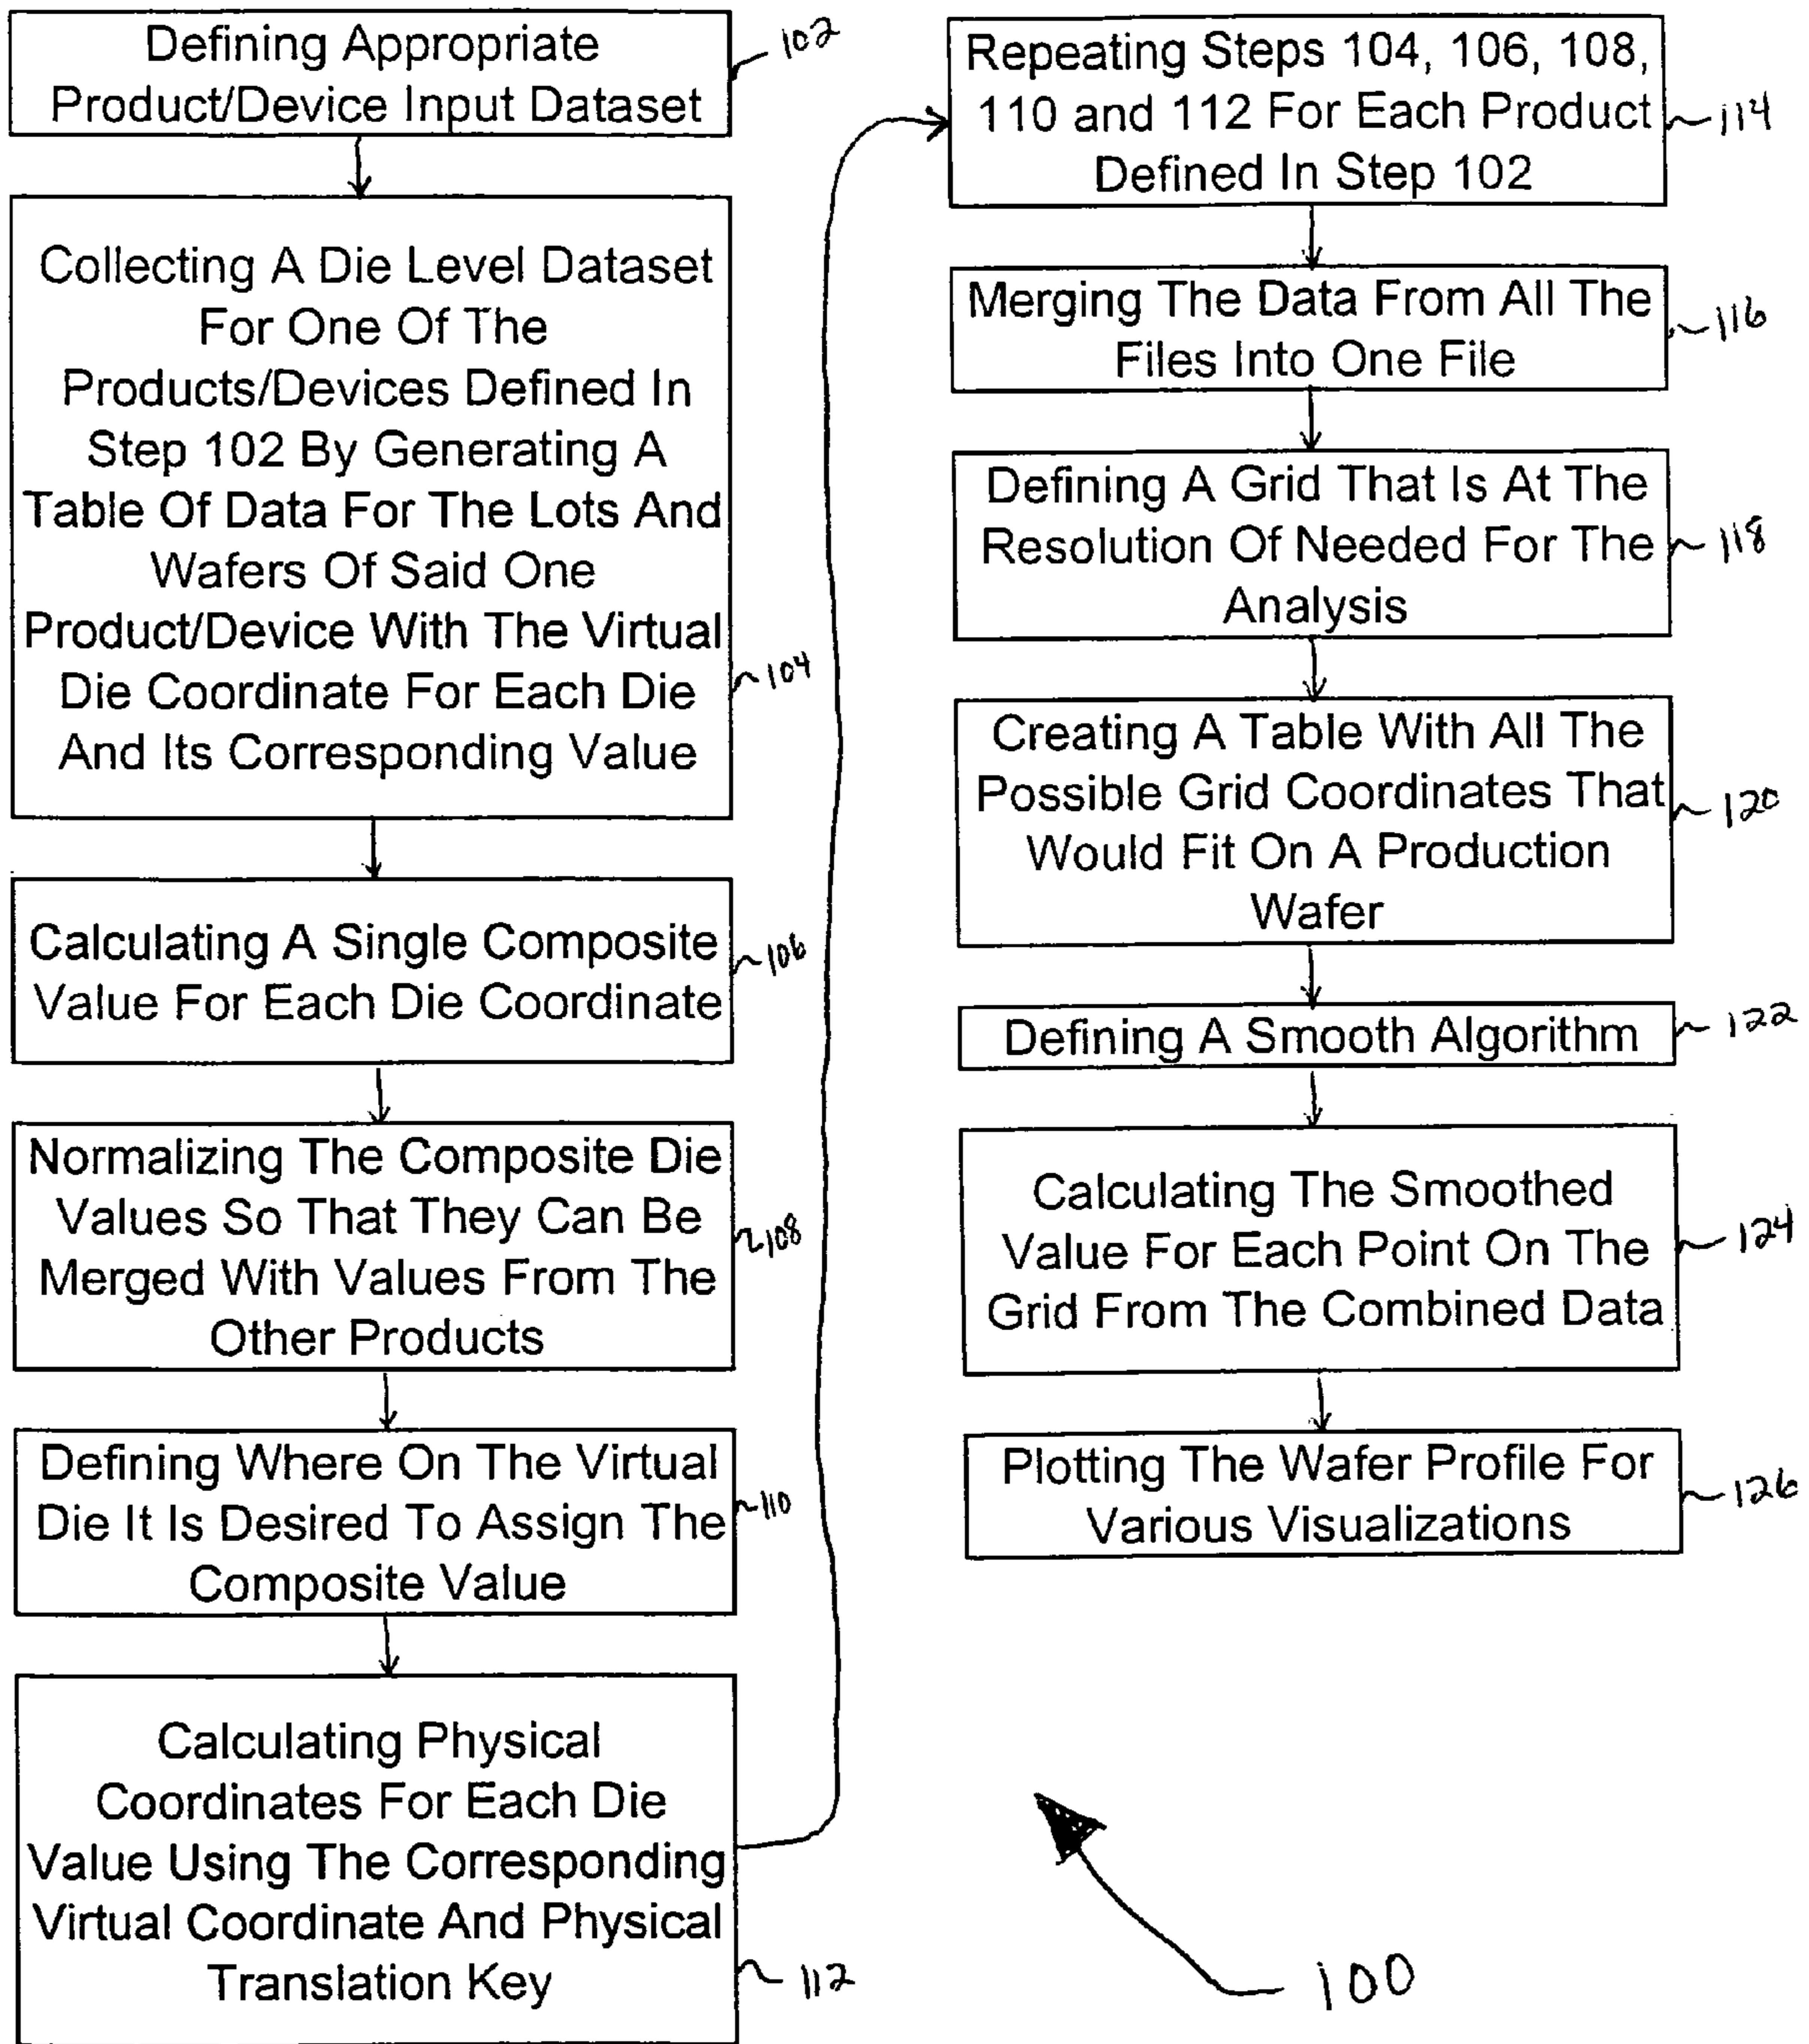 Defining Appropriate
Product/Device Input Dataset
102
Collecting A Die Level Dataset
For One Of The
Products/Devices Defined In
Step 102 By Generating A
Table Of Data For The Lots And
Wafers Of Said One
Product/Device With The Virtual
Die Coordinate For Each Die
And Its Corresponding Value
104
Calculating A Single Composite
Value For Each Die Coordinate
106
Normalizing The Composite Die
Values So That They Can Be
Merged With Values From The
Other Products
108
Defining Where On The Virtual
Die It Is Desired To Assign The
Composite Value
110
Calculating Physical
Coordinates For Each Die
Value Using The Corresponding
Virtual Coordinate And Physical
Translation Key
112
Repeating Steps 104, 106, 108,
110 and 112 For Each Product
Defined In Step 102
114
Merging The Data From All The
Files Into One File
116
Defining A Grid That Is At The
Resolution Of Needed For The
Analysis
118
Creating A Table With All The
Possible Grid Coordinates That
Would Fit On A Production
Wafer
120
Defining A Smooth Algorithm
122
Calculating The Smoothed
Value For Each Point On The
Grid From The Combined Data
124
Plotting The Wafer Profile For
Various Visualizations
126
100